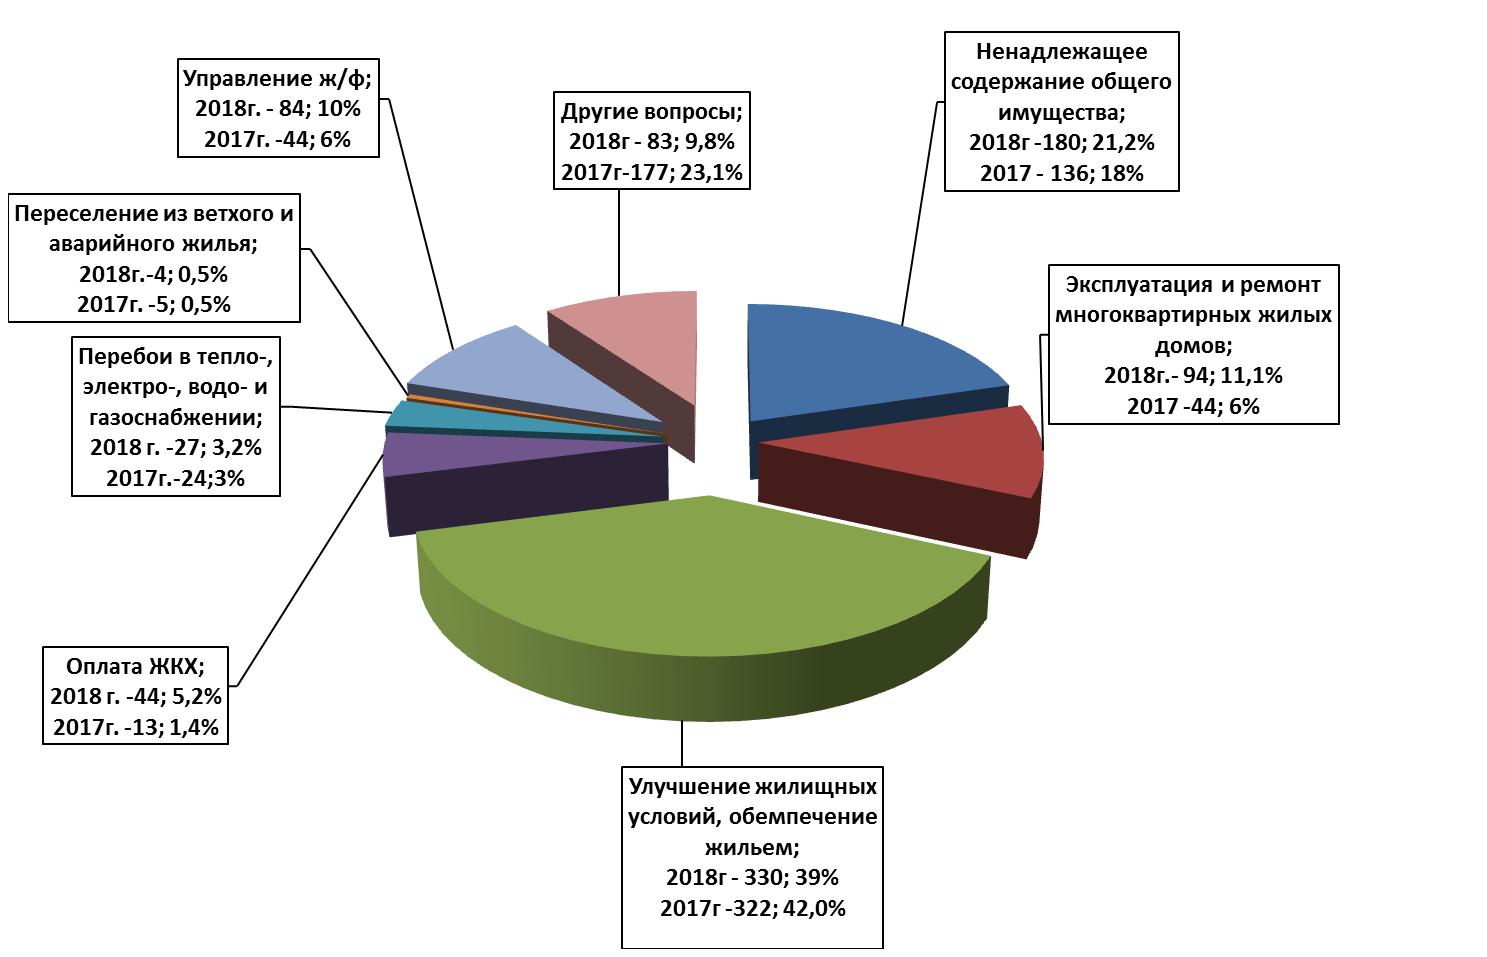 Управление ж/ф;
2018г. - 84; 10%
2017г. -44; 6%
Другие вопросы;
2018г - 83; 9,8%
2017г-177; 23,1%
Ненадлежащее
содержание общего
имущества;
2018г -180; 21,2%
2017 - 136; 18%
Переселение из ветхого и
аварийного жилья;
2018г.-4; 0,5%
2017г. -5; 0,5%
Эксплуатация и ремонт
многоквартирных жилых
домов;
2018г.- 94; 11,1%
2017 -44; 6%
Перебои в тепло-,
электро-, водо- и
газоснабжении;
2018 г. -27; 3,2%
2017г.-24;3%
Оплата ЖКХ;
2018 г. -44; 5,2%
2017г. -13; 1,4%
Улучшение жилищных
условий, обемпечение
жильем;
2018г - 330; 39%
2017г -322; 42,0%